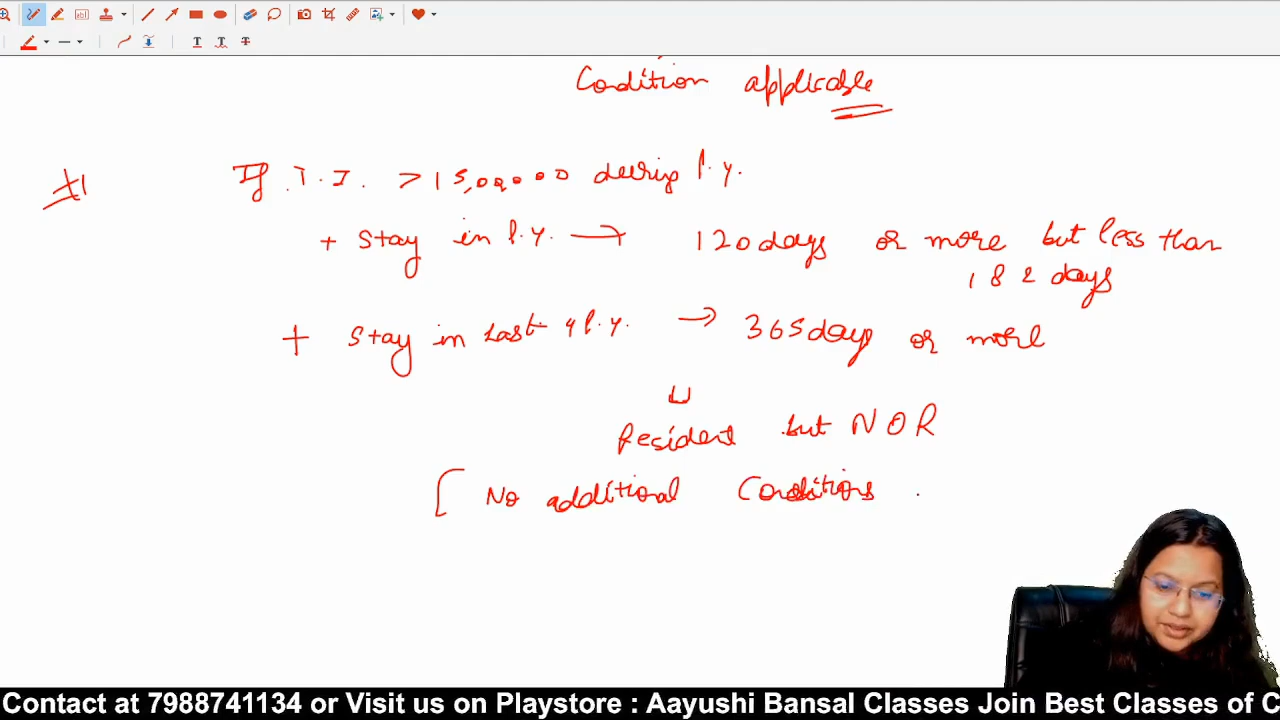 Condition applicable
If T.I. > 15,00,000 during P.Y.
+ Stay in P.Y. → 120 days or more but less than
182 days
+ Stay in last 4 P.Y. → 365 days or more
Resident but NOR
[ No additional Conditions
Contact at 7988741134 or Visit us on Playstore : Aayushi Bansal Classes Join Best Classes of C